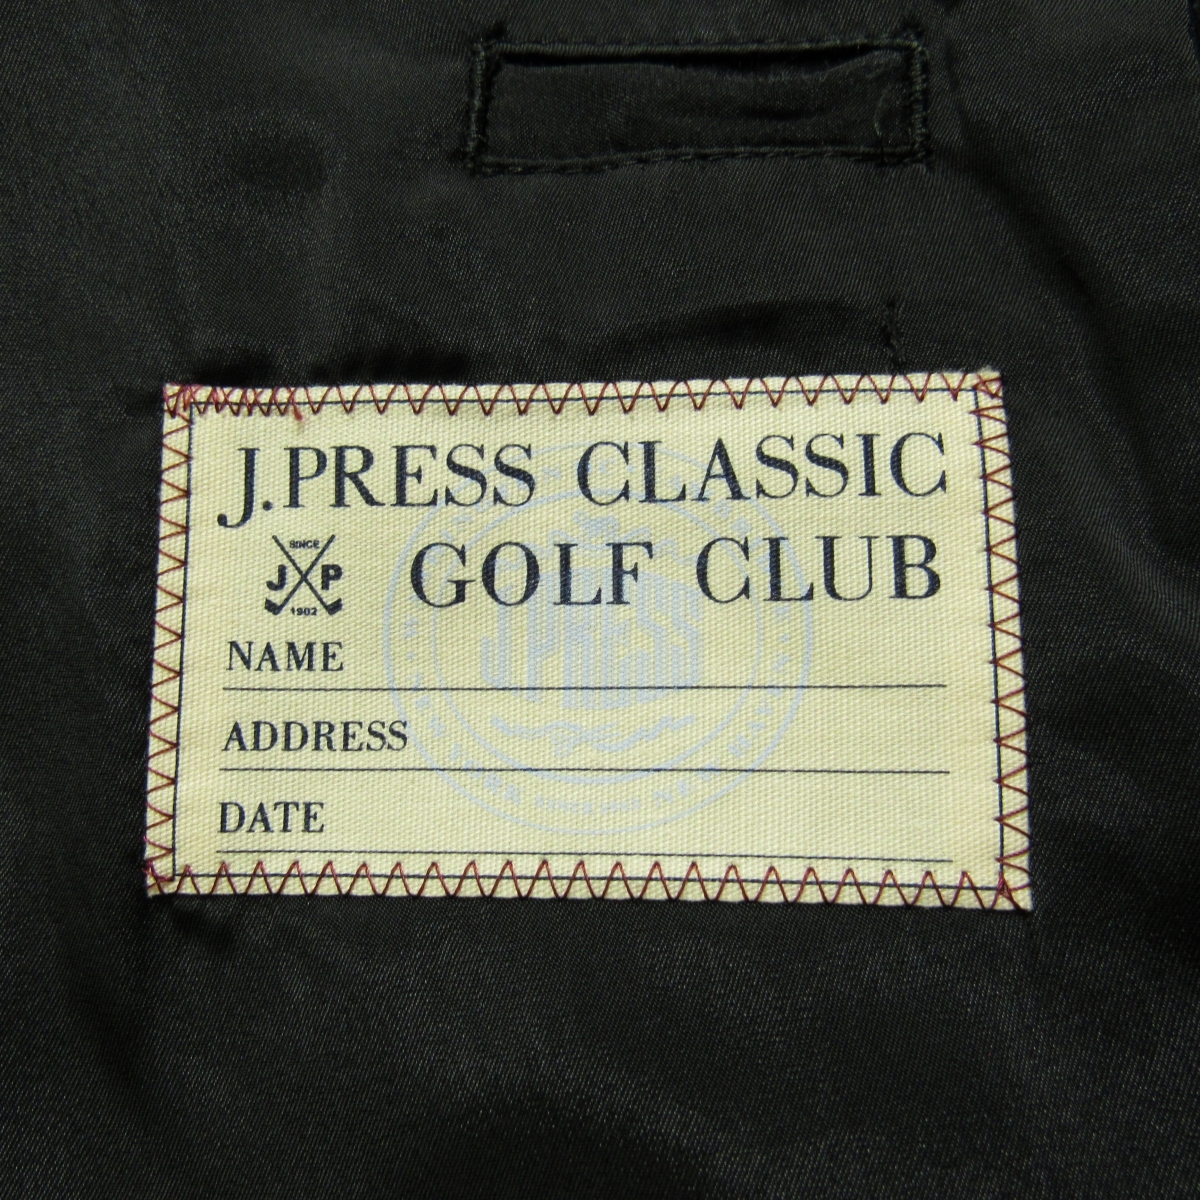 J.PRESS CLASSIC
GOLF CLUB
SINCE
J P
1902
NAME
ADDRESS
DATE
J.PRESS